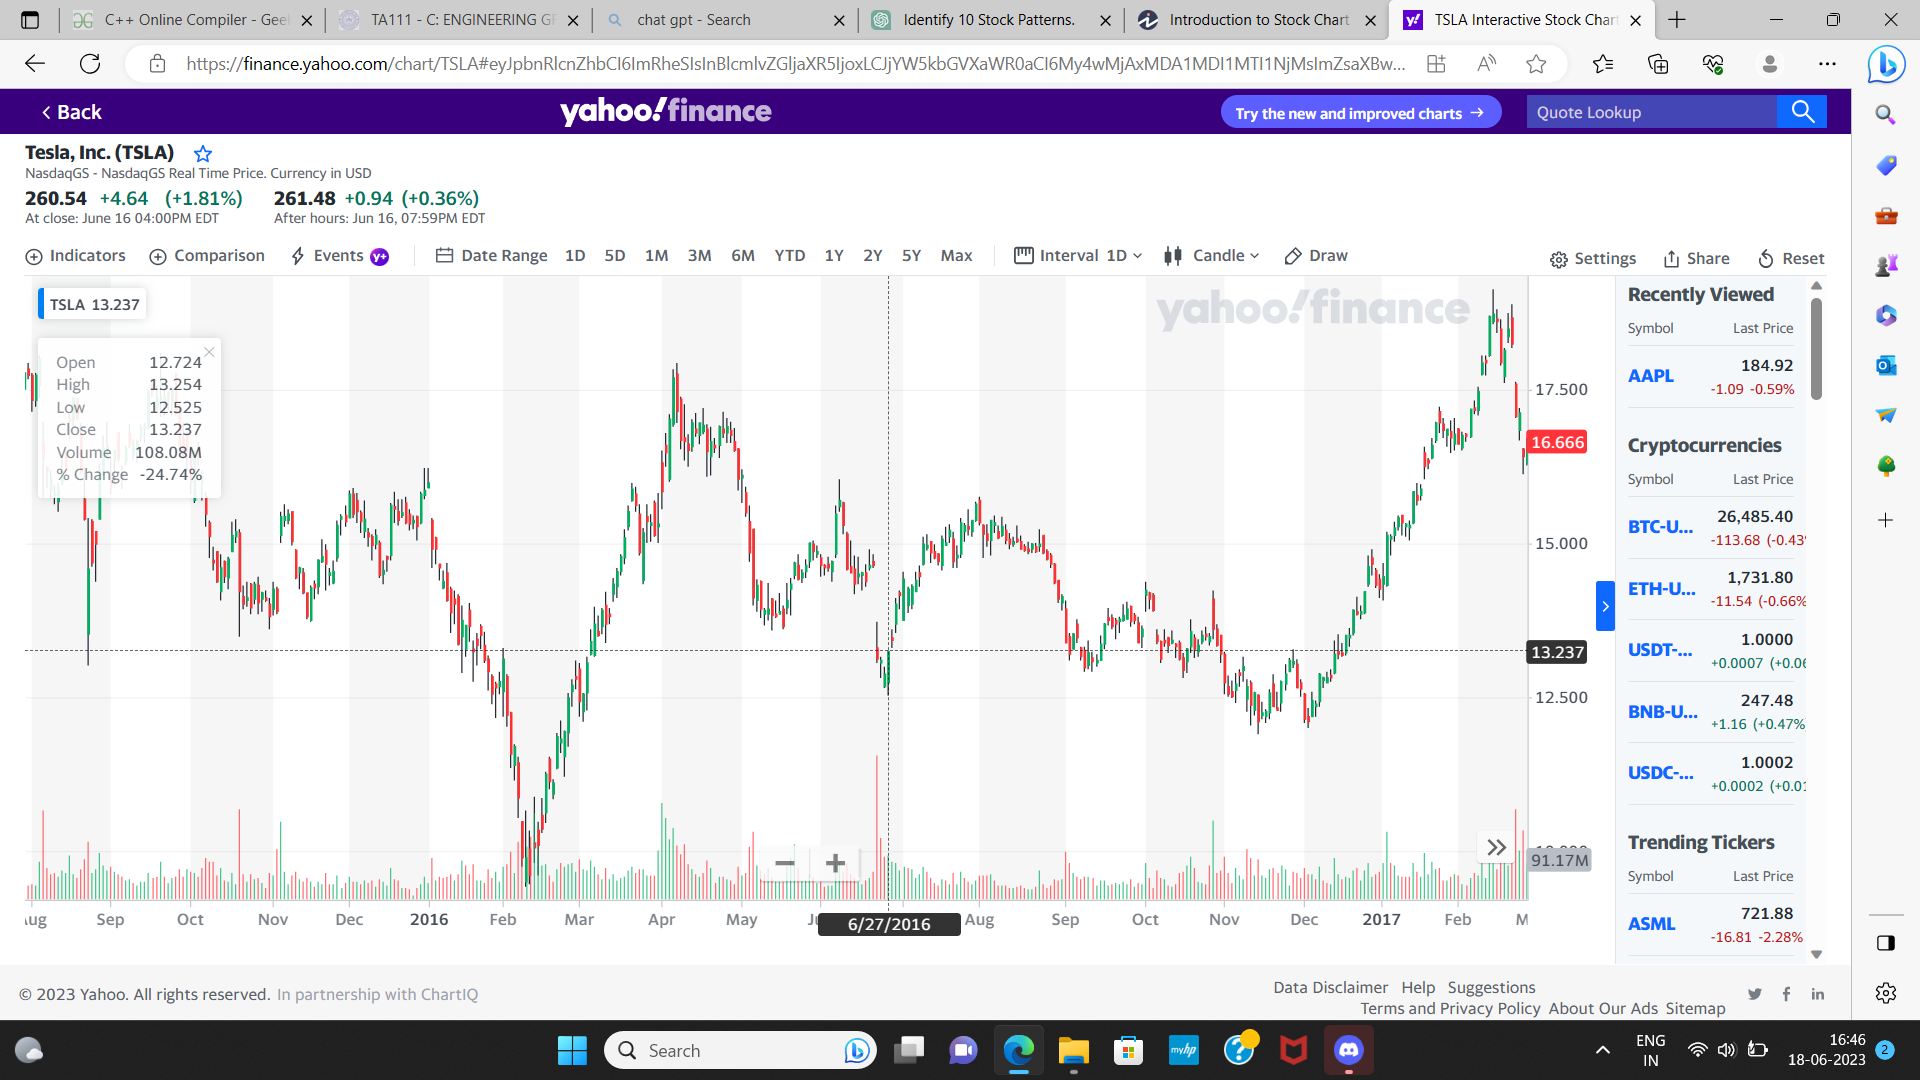 C++ Online Compiler - Geel
TA111 - C: ENGINEERING GR
chat gpt - Search
Identify 10 Stock Patterns.
Introduction to Stock Chart
TSLA Interactive Stock Chart
https://finance.yahoo.com/chart/TSLA#eyJpbnRlcnZhbCI6ImRheSIsInBlcmlvZGljaXR5IjoxLCJjYW5kbGVXaWR0aCI6My4wMjAxMDA1MDI1MTI1NjMsImZsaXBw...
Back
yahoo!finance
Try the new and improved charts
Quote Lookup
Tesla, Inc. (TSLA)
NasdaqGS - NasdaqGS Real Time Price. Currency in USD
260.54 +4.64 (+1.81%) 261.48 +0.94 (+0.36%)
At close: June 16 04:00PM EDT After hours: Jun 16, 07:59PM EDT
Indicators Comparison Events y+ Date Range 1D 5D 1M 3M 6M YTD 1Y 2Y 5Y Max Interval 1D Candle Draw Settings Share Reset
TSLA 13.237
yahoo!finance
Open 12.724
High 13.254
Low 12.525
Close 13.237
Volume 108.08M
% Change -24.74%
17.500
16.666
15.000
13.237
12.500
91.17M
Aug Sep Oct Nov Dec 2016 Feb Mar Apr May 6/27/2016 Aug Sep Oct Nov Dec 2017 Feb M
Recently Viewed
Symbol Last Price
AAPL 184.92
-1.09 -0.59%
Cryptocurrencies
Symbol Last Price
BTC-U... 26,485.40
-113.68 (-0.43%
ETH-U... 1,731.80
-11.54 (-0.66%
USDT-... 1.0000
+0.0007 (+0.06
BNB-U... 247.48
+1.16 (+0.47%)
USDC-... 1.0002
+0.0002 (+0.01
Trending Tickers
Symbol Last Price
ASML 721.88
-16.81 -2.28%
© 2023 Yahoo. All rights reserved. In partnership with ChartIQ
Data Disclaimer Help Suggestions
Terms and Privacy Policy About Our Ads Sitemap
Search
myhp
ENG
IN
16:46
18-06-2023
2